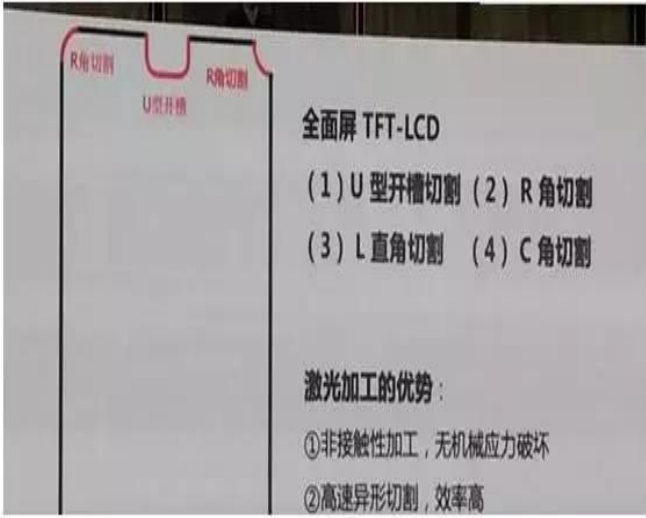 R角切割
R角切割
U型开槽
全面屏 TFT-LCD
(1) U 型开槽切割 (2) R 角切割
(3) L 直角切割 (4) C 角切割
激光加工的优势：
①非接触性加工，无机械应力破坏
②高速异形切割，效率高